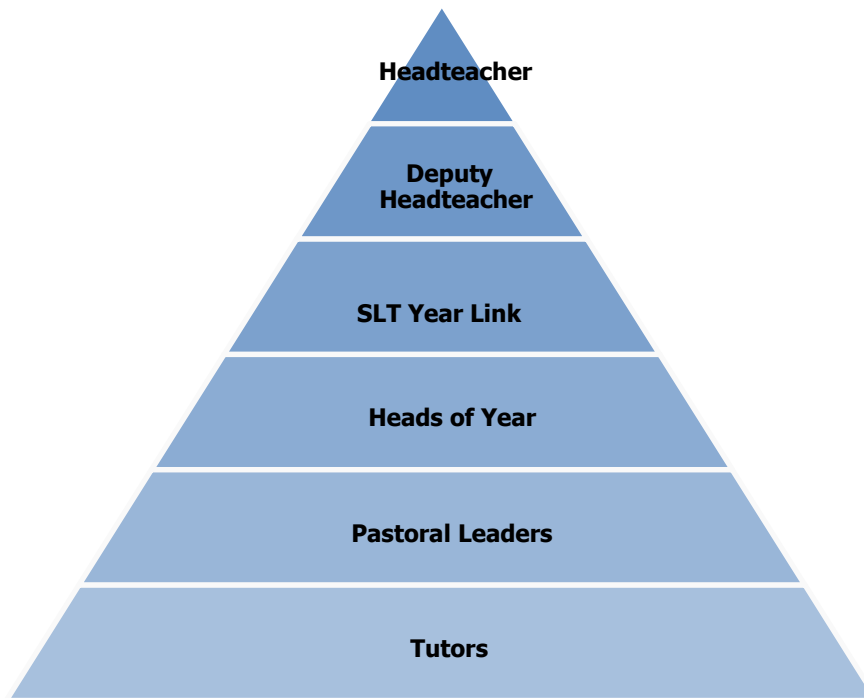 Headteacher
Deputy
Headteacher
SLT Year Link
Heads of Year
Pastoral Leaders
Tutors